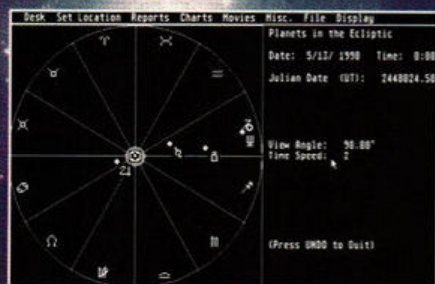 Desk Set Location Reports Charts Movies Misc. File Display
Planets in the Ecliptic
Date: 5/13/ 1990 Time: 0:00
Julian Date (UT): 2448024.50
View Angle: 90.00°
Time Speed: 2
(Press UNDO to Quit)